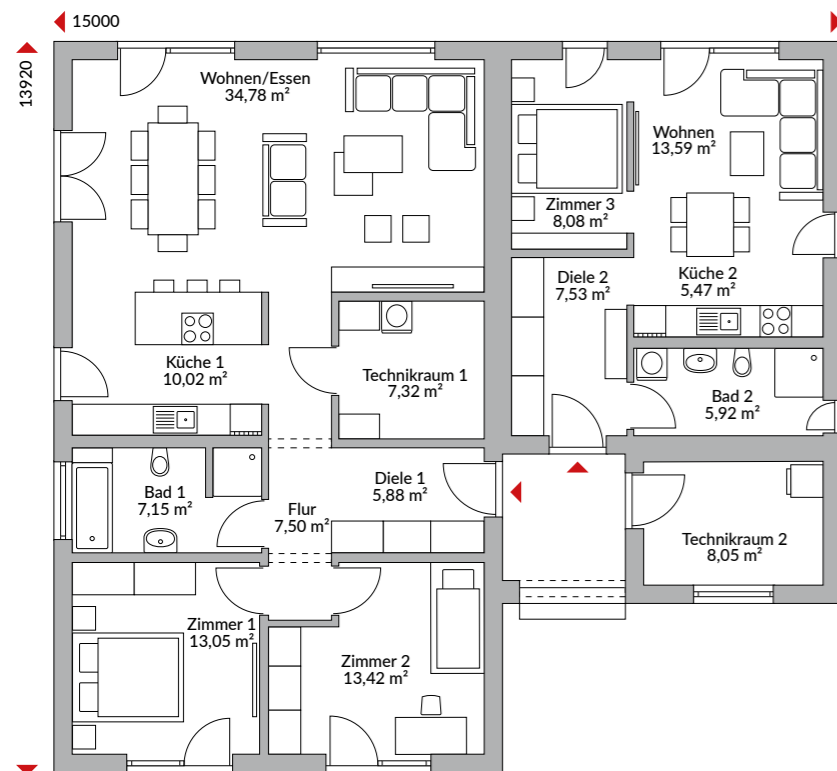 15000
13920
Wohnen/Essen
34,78 m²
Wohnen
13,59 m²
Zimmer 3
8,08 m²
Diele 2
7,53 m²
Küche 2
5,47 m²
Küche 1
10,02 m²
Technikraum 1
7,32 m²
Bad 2
5,92 m²
Bad 1
7,15 m²
Flur
7,50 m²
Diele 1
5,88 m²
Technikraum 2
8,05 m²
Zimmer 1
13,05 m²
Zimmer 2
13,42 m²